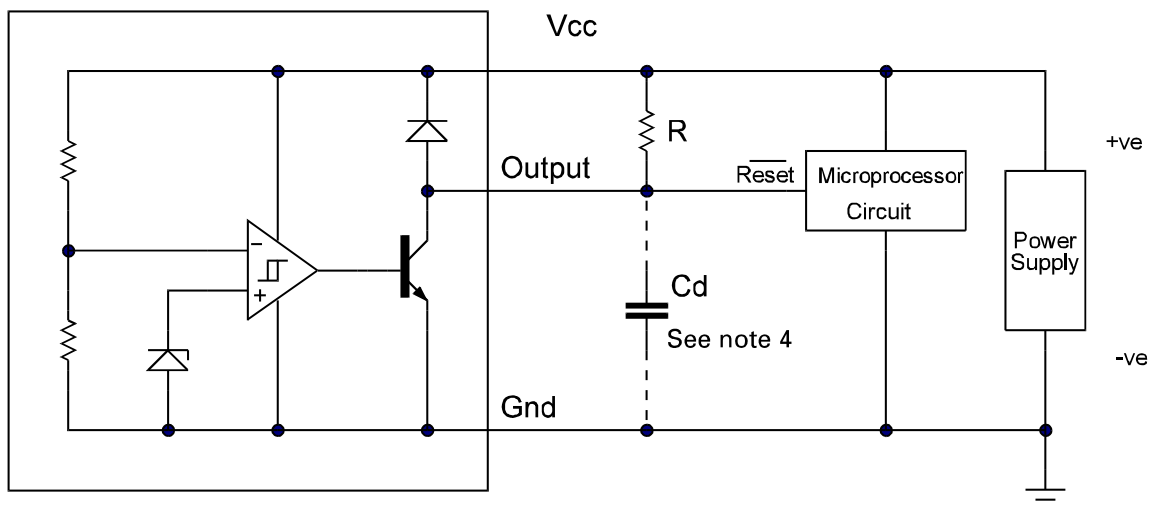 Vcc
R
Output
Reset
Microprocessor
Circuit
+ve
Power
Supply
-ve
−
+
Cd
See note 4
Gnd